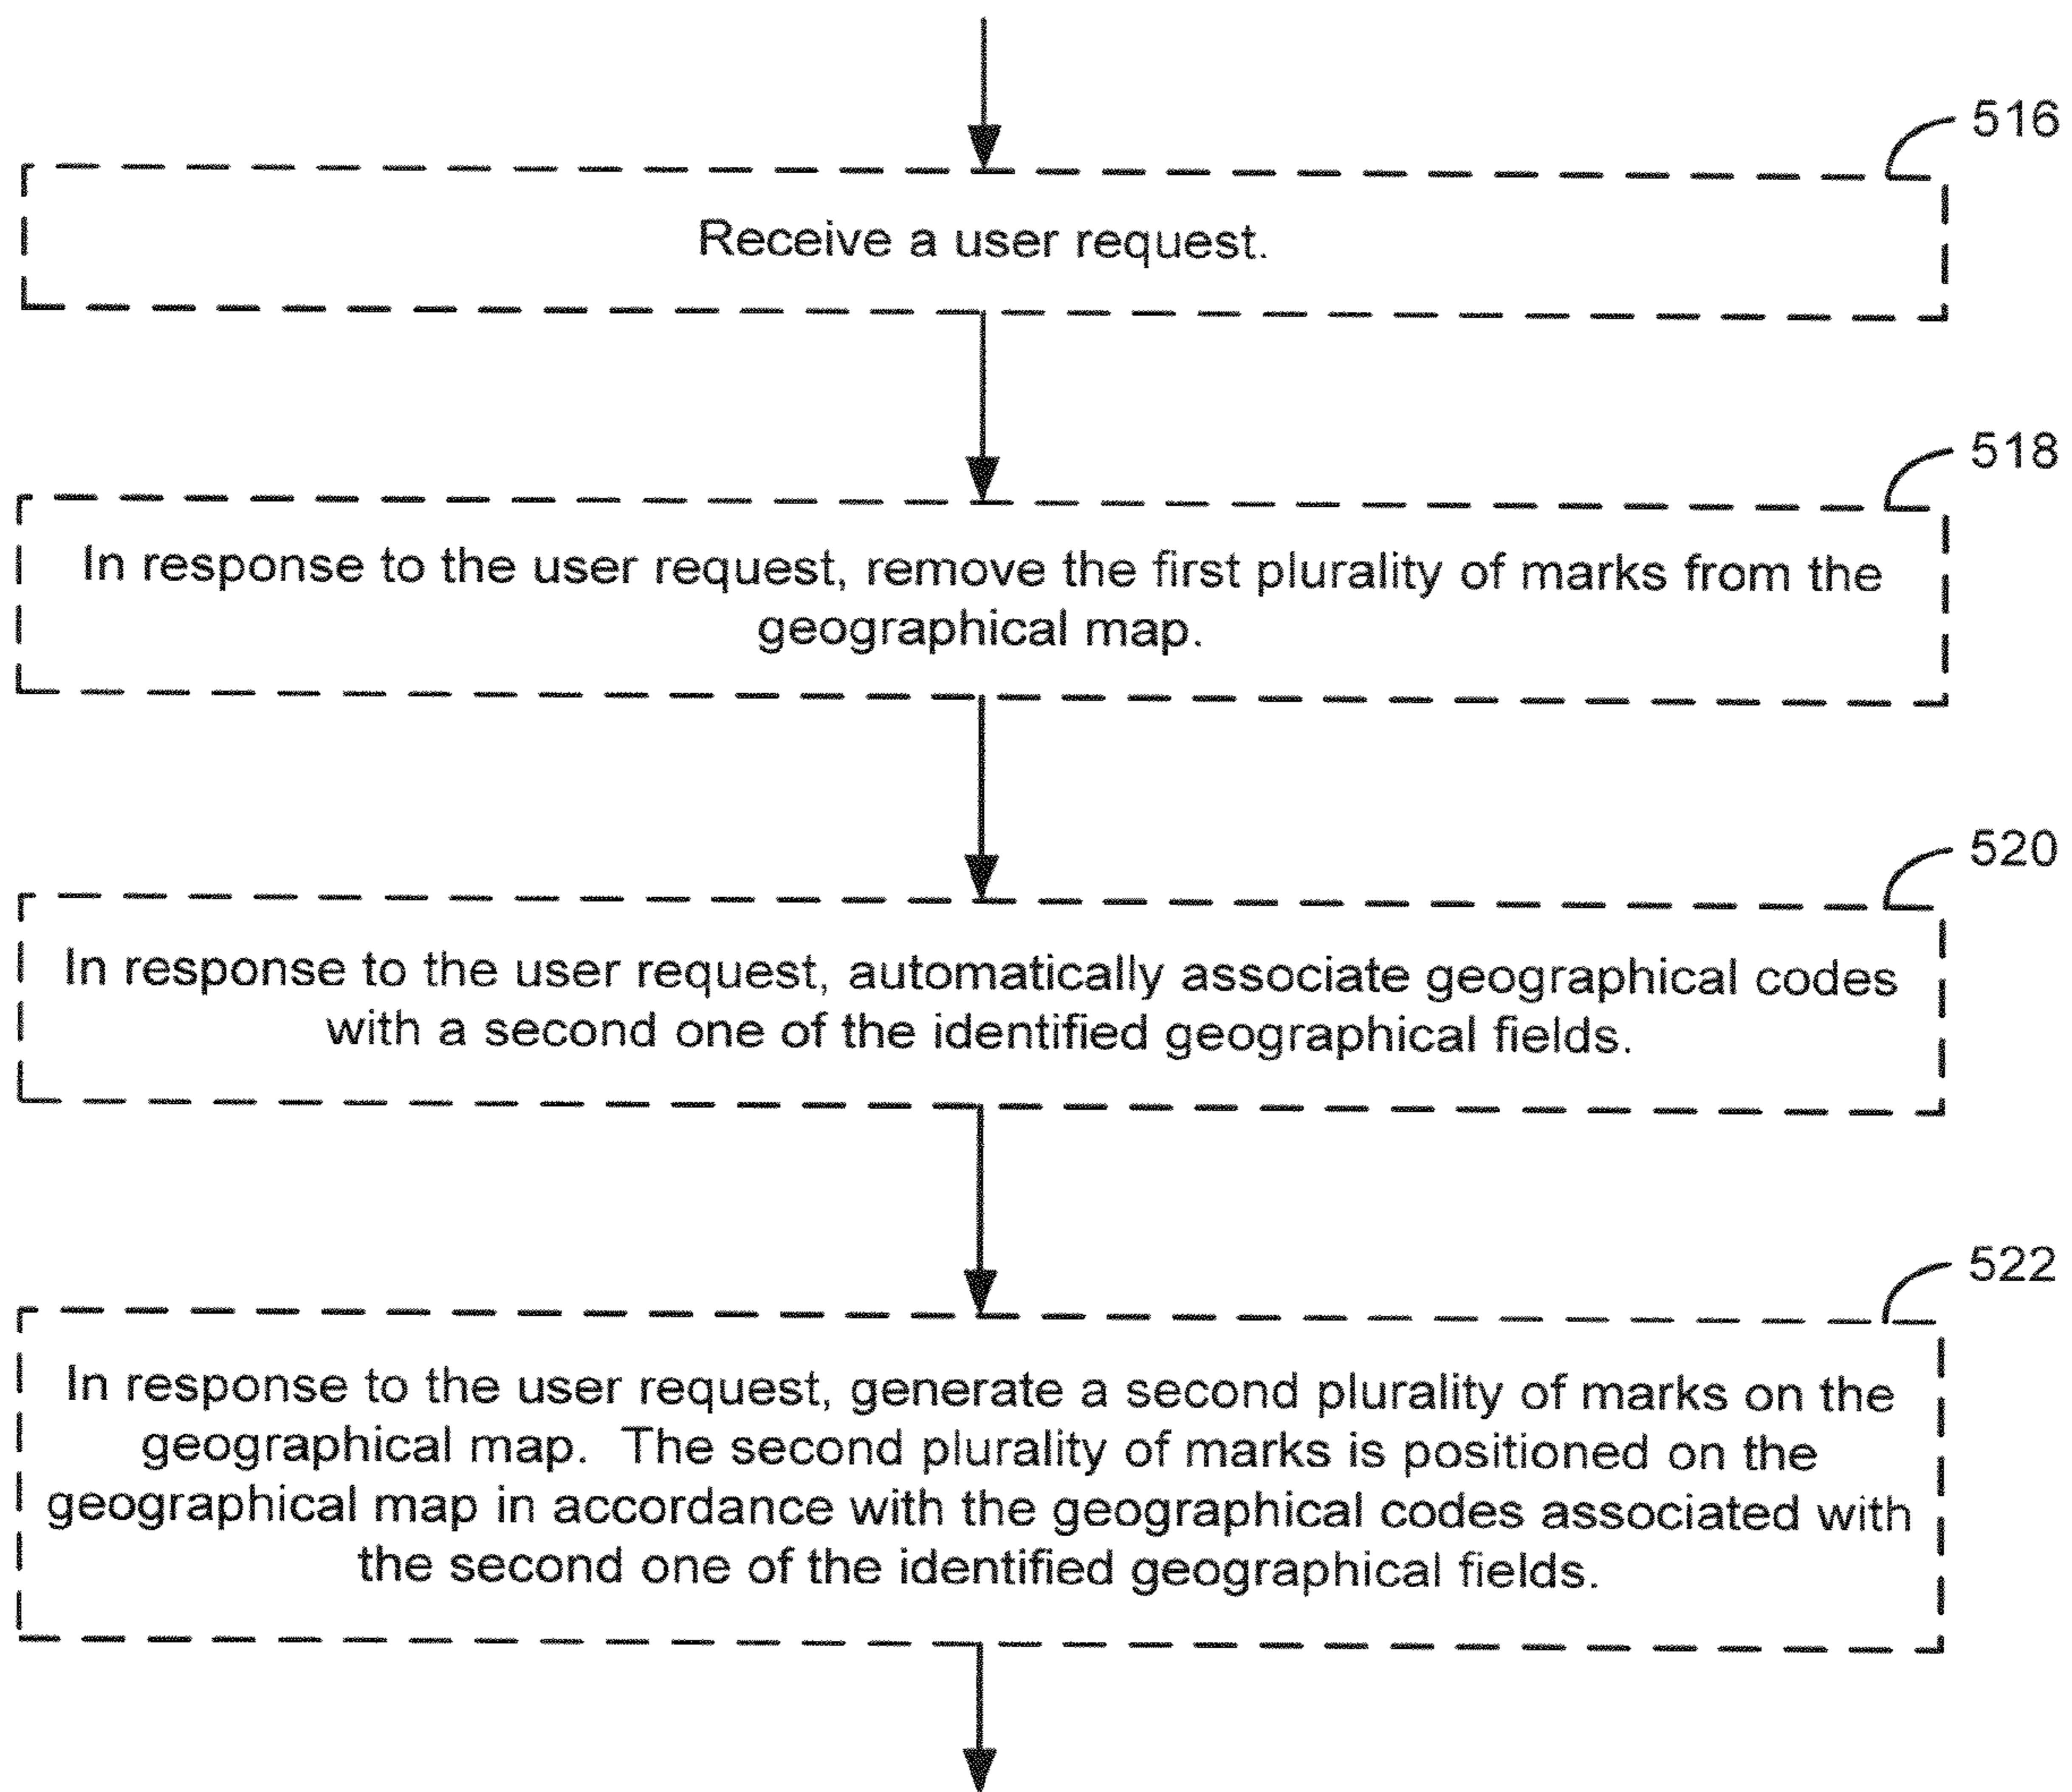 516
Receive a user request.
518
In response to the user request, remove the first plurality of marks from the
geographical map.
520
In response to the user request, automatically associate geographical codes
with a second one of the identified geographical fields.
522
In response to the user request, generate a second plurality of marks on the
geographical map.  The second plurality of marks is positioned on the
geographical map in accordance with the geographical codes associated with
the second one of the identified geographical fields.